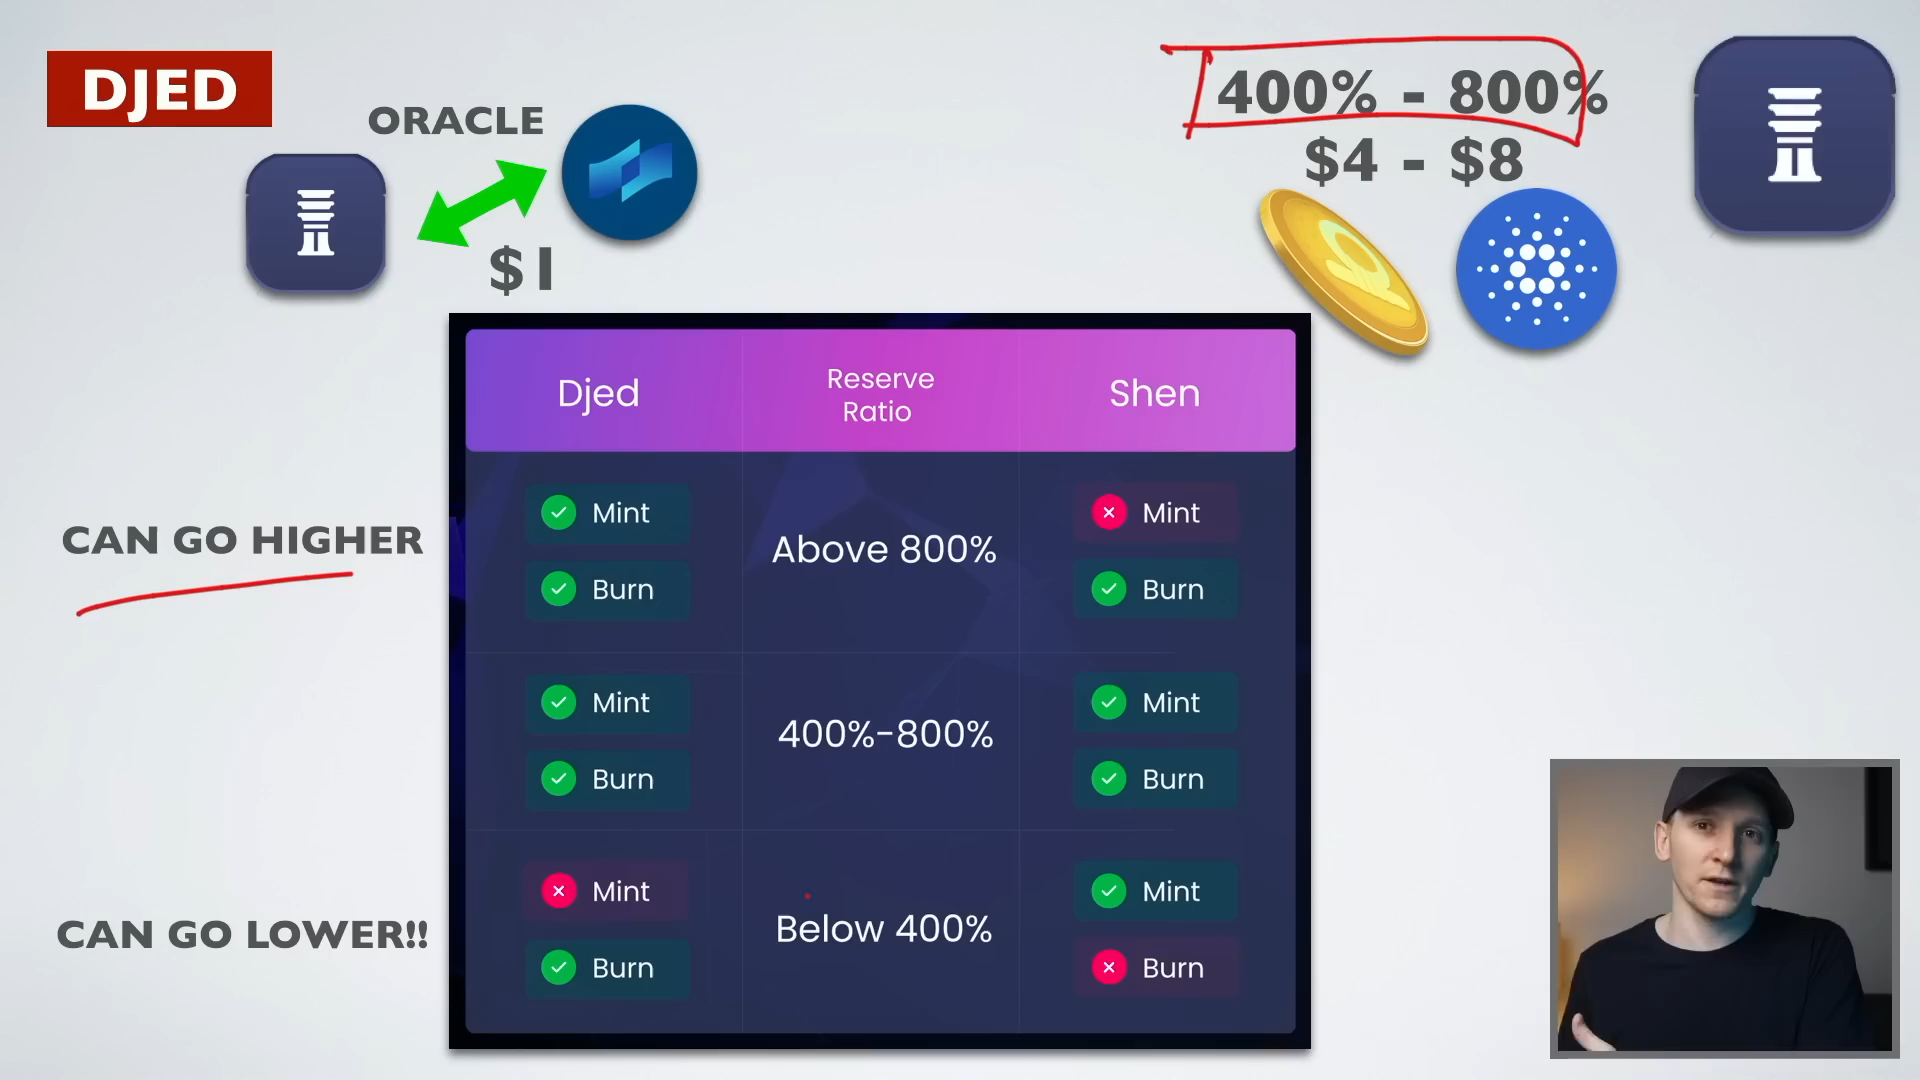 DJED
ORACLE
$1
400% - 800%
$4 - $8
Djed
Reserve
Ratio
Shen
CAN GO HIGHER
Mint
Burn
Above 800%
Mint
Burn
Mint
Burn
400%-800%
Mint
Burn
CAN GO LOWER!!
Mint
Burn
Below 400%
Mint
Burn